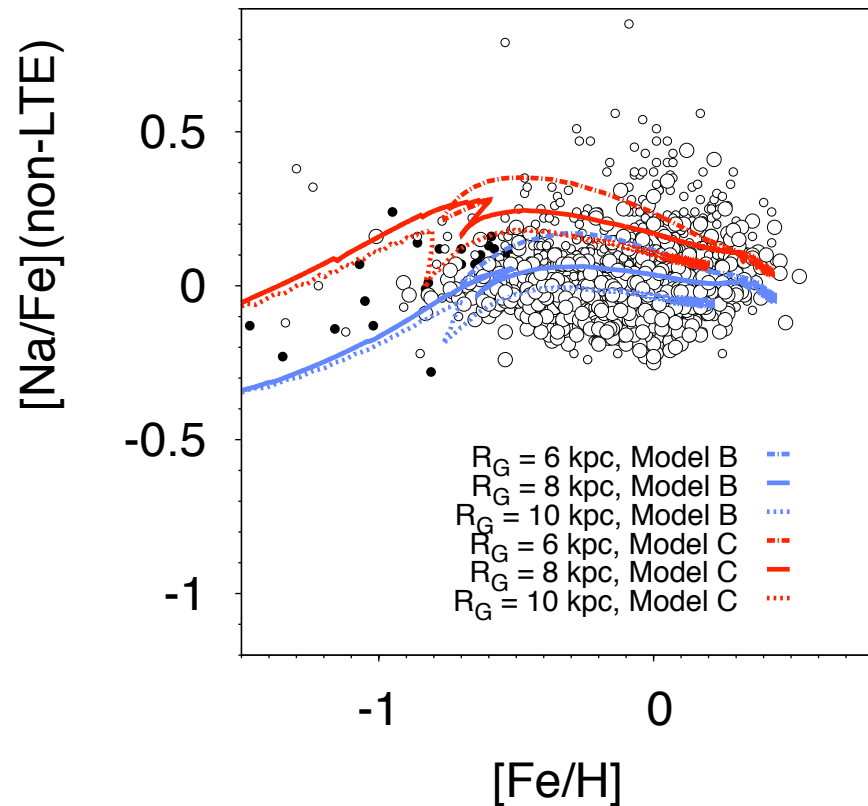 [Na/Fe] (non-LTE)
0.5
0
-0.5
-1
R_G = 6 kpc, Model B
R_G = 8 kpc, Model B
R_G = 10 kpc, Model B
R_G = 6 kpc, Model C
R_G = 8 kpc, Model C
R_G = 10 kpc, Model C
-1 0
[Fe/H]